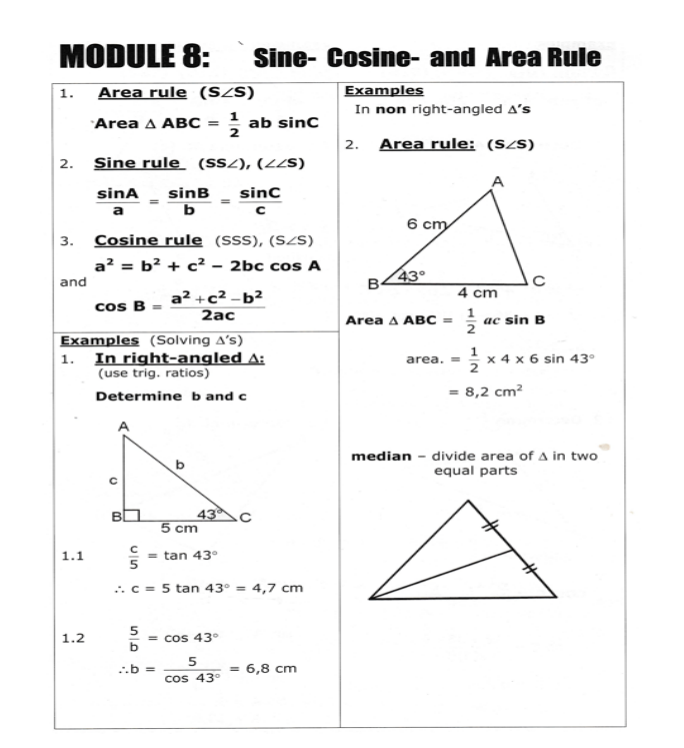 MODULE 8: Sine- Cosine- and Area Rule
1. Area rule (S∠S)
Area Δ ABC = 1/2 ab sinC
2. Sine rule (SS∠), (∠∠S)
sinA/a = sinB/b = sinC/c
3. Cosine rule (SSS), (S∠S)
a² = b² + c² – 2bc cos A
and
cos B = a² +c² –b²/2ac
Examples (Solving Δ's)
1. In right-angled Δ:
(use trig. ratios)
Determine b and c
A
b
c
B 43° C
5 cm
1.1 c/5 = tan 43°
∴ c = 5 tan 43° = 4,7 cm
1.2 5/b = cos 43°
∴b = 5/cos 43° = 6,8 cm
Examples
In non right-angled Δ's
2. Area rule: (S∠S)
A
6 cm
B 43° C
4 cm
Area Δ ABC = 1/2 ac sin B
area. = 1/2 x 4 x 6 sin 43°
= 8,2 cm²
median – divide area of Δ in two
equal parts